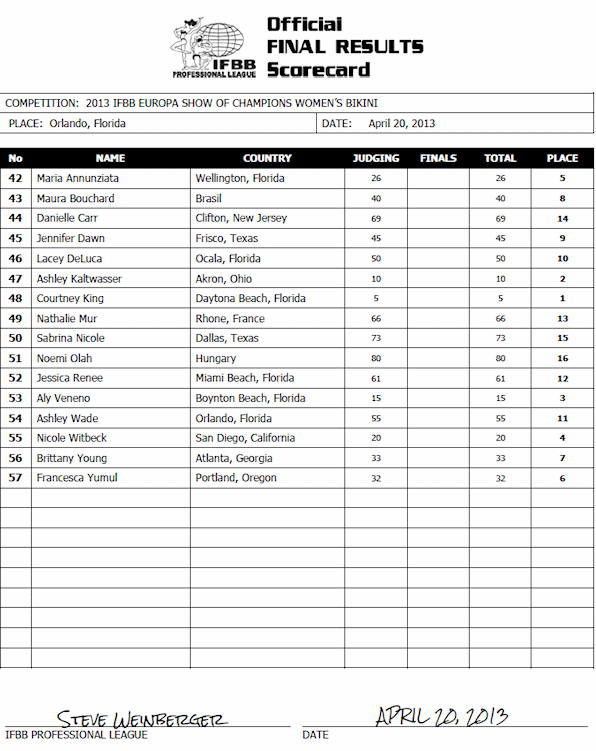 Official
FINAL RESULTS
Scorecard
IFBB
PROFESSIONAL LEAGUE
COMPETITION: 2013 IFBB EUROPA SHOW OF CHAMPIONS WOMEN'S BIKINI
PLACE: Orlando, Florida DATE: April 20, 2013
No NAME COUNTRY JUDGING FINALS TOTAL PLACE
42 Maria Annunziata Wellington, Florida 26 26 5
43 Maura Bouchard Brasil 40 40 8
44 Danielle Carr Clifton, New Jersey 69 69 14
45 Jennifer Dawn Frisco, Texas 45 45 9
46 Lacey DeLuca Ocala, Florida 50 50 10
47 Ashley Kaltwasser Akron, Ohio 10 10 2
48 Courtney King Daytona Beach, Florida 5 5 1
49 Nathalie Mur Rhone, France 66 66 13
50 Sabrina Nicole Dallas, Texas 73 73 15
51 Noemi Olah Hungary 80 80 16
52 Jessica Renee Miami Beach, Florida 61 61 12
53 Aly Veneno Boynton Beach, Florida 15 15 3
54 Ashley Wade Orlando, Florida 55 55 11
55 Nicole Witbeck San Diego, California 20 20 4
56 Brittany Young Atlanta, Georgia 33 33 7
57 Francesca Yumul Portland, Oregon 32 32 6
STEVE WEINBERGER APRIL 20, 2013
IFBB PROFESSIONAL LEAGUE DATE